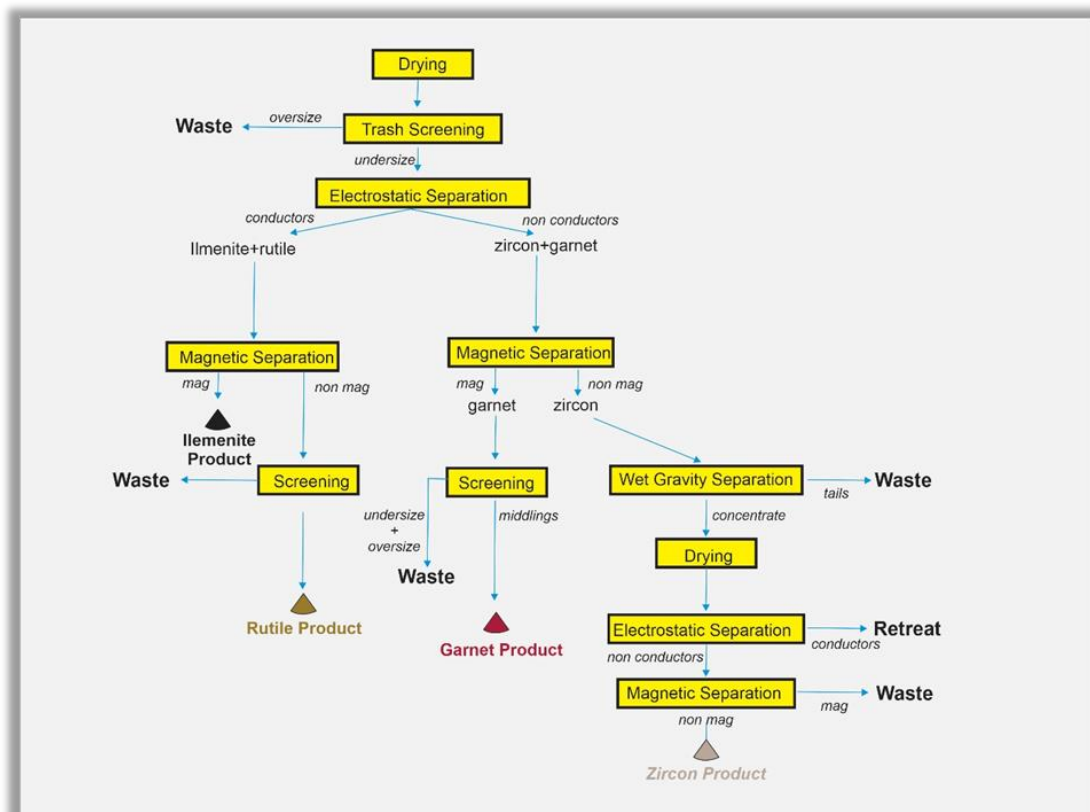 Drying
Waste
oversize
Trash Screening
undersize
Electrostatic Separation
conductors
non conductors
Ilmenite+rutile
zircon+garnet
Magnetic Separation
Magnetic Separation
mag
non mag
mag
non mag
garnet
zircon
Ilemenite
Product
Waste
Screening
Screening
Wet Gravity Separation
Waste
tails
undersize
+
oversize
middlings
concentrate
Waste
Drying
Rutile Product
Garnet Product
Electrostatic Separation
Retreat
conductors
non conductors
Magnetic Separation
Waste
mag
non mag
Zircon Product